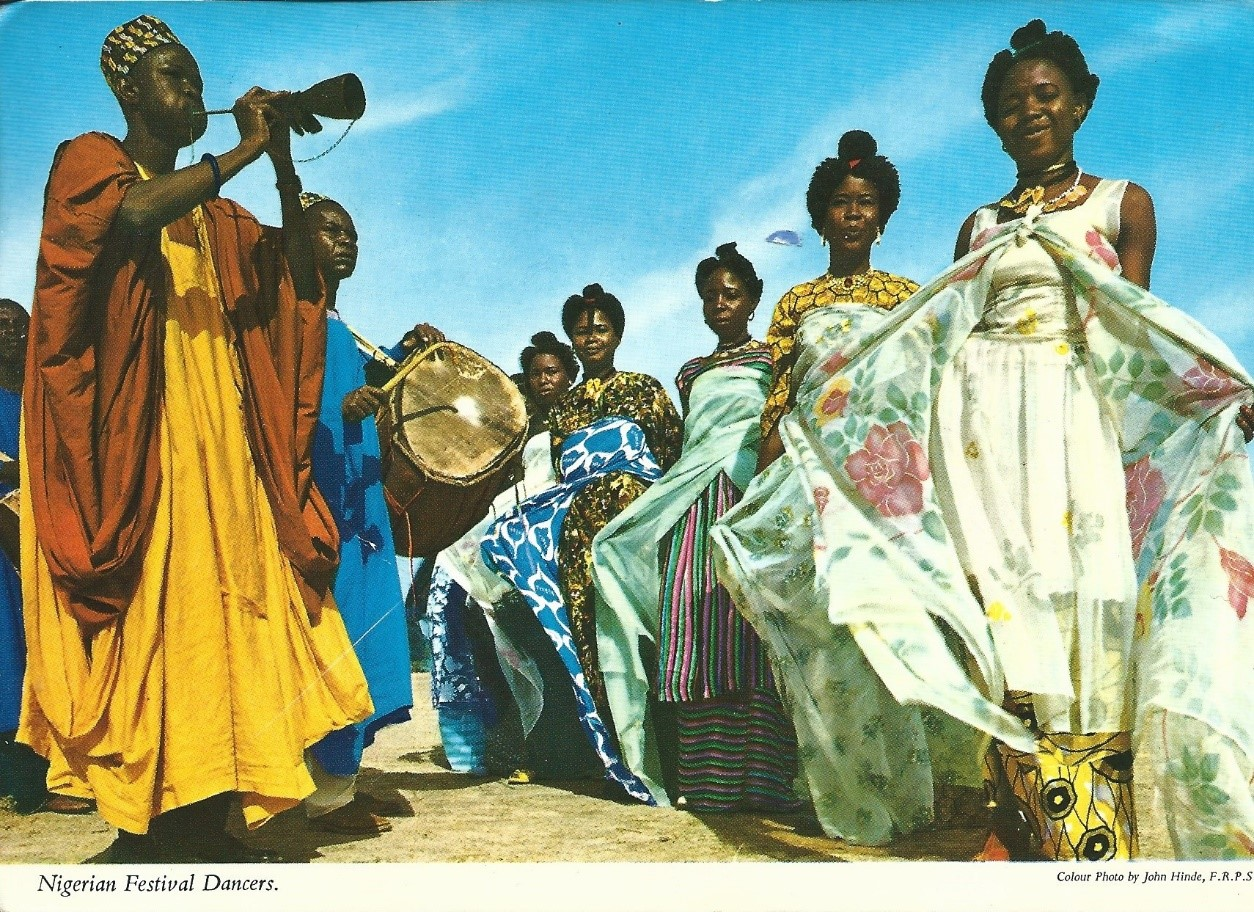 Nigerian Festival Dancers.
Colour Photo by John Hinde, F.R.P.S